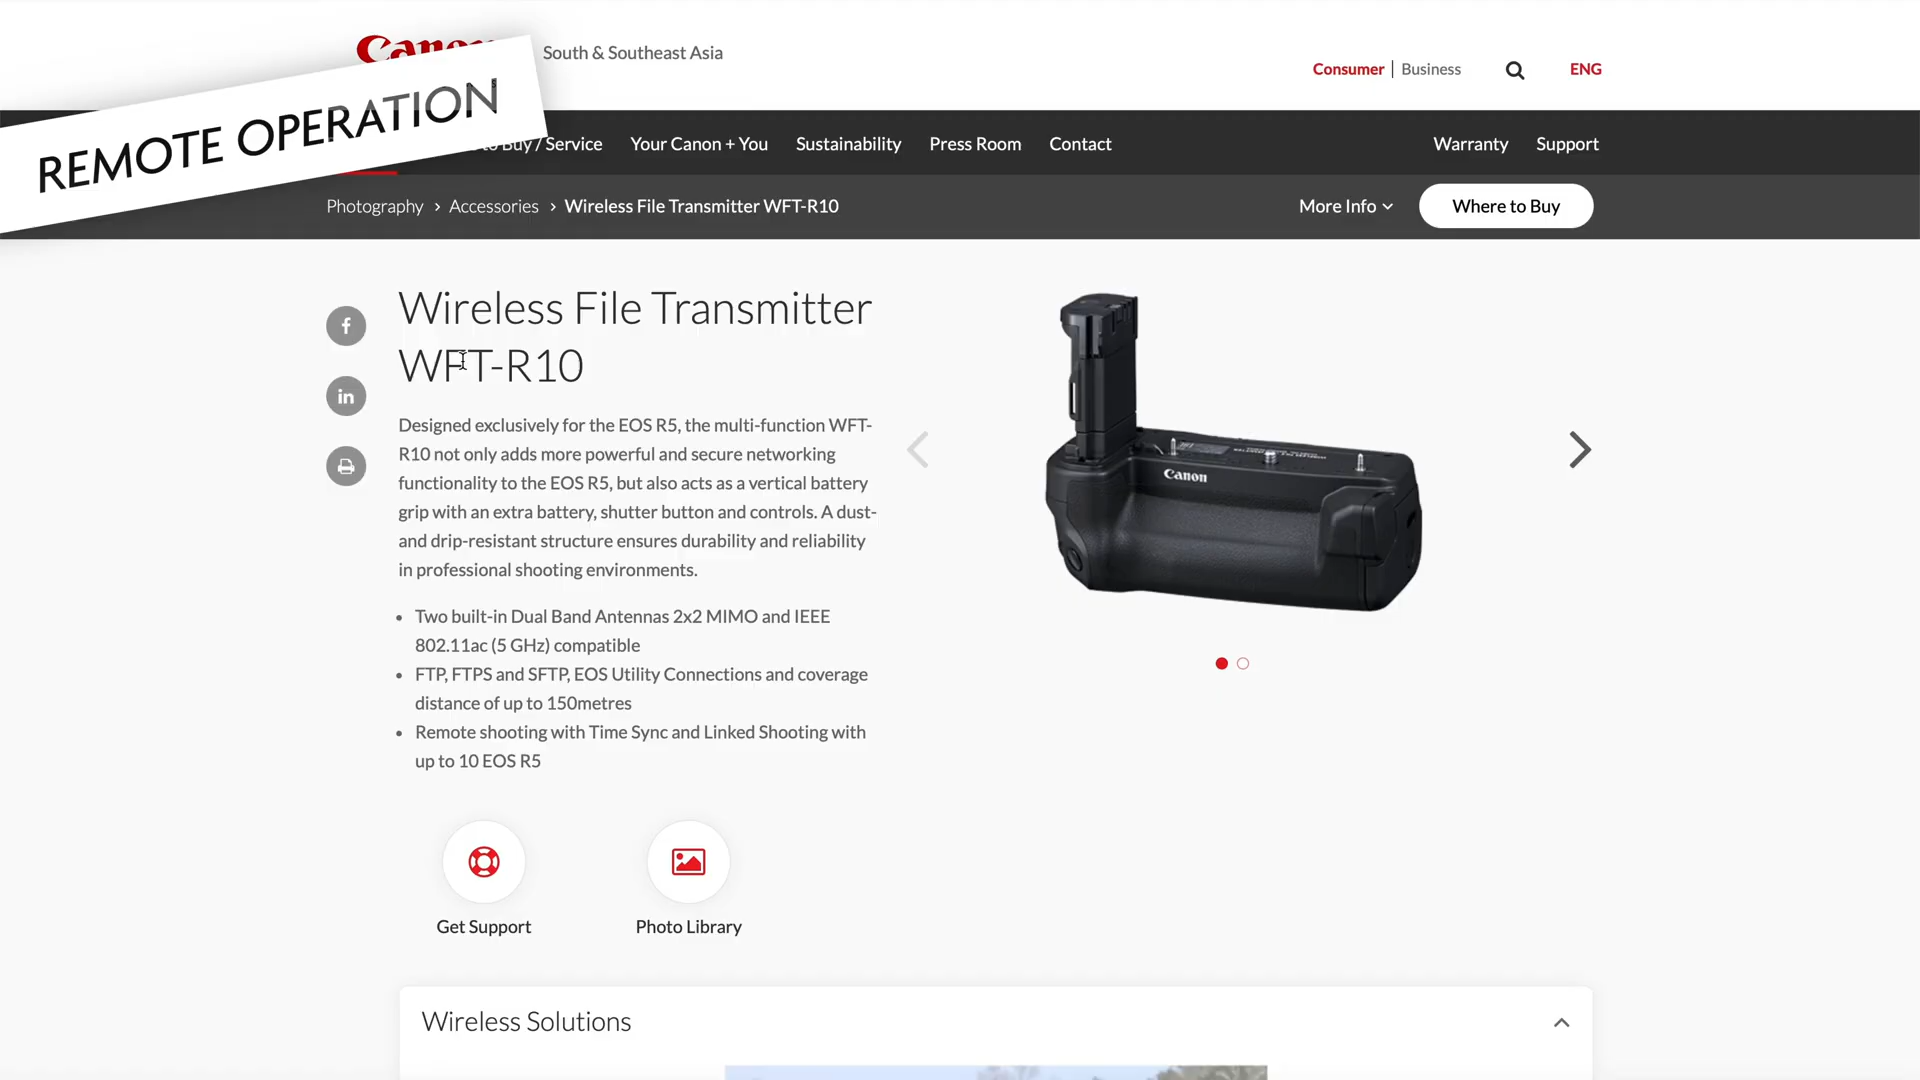 Canon
South & Southeast Asia
Consumer | Business
ENG
REMOTE OPERATION
to Buy / Service
Your Canon + You
Sustainability
Press Room
Contact
Warranty
Support
Photography > Accessories > Wireless File Transmitter WFT-R10
More Info
Where to Buy
Wireless File Transmitter
WFT-R10
Designed exclusively for the EOS R5, the multi-function WFT-
R10 not only adds more powerful and secure networking
functionality to the EOS R5, but also acts as a vertical battery
grip with an extra battery, shutter button and controls. A dust-
and drip-resistant structure ensures durability and reliability
in professional shooting environments.
• Two built-in Dual Band Antennas 2x2 MIMO and IEEE
802.11ac (5 GHz) compatible
• FTP, FTPS and SFTP, EOS Utility Connections and coverage
distance of up to 150metres
• Remote shooting with Time Sync and Linked Shooting with
up to 10 EOS R5
Canon
Get Support
Photo Library
Wireless Solutions